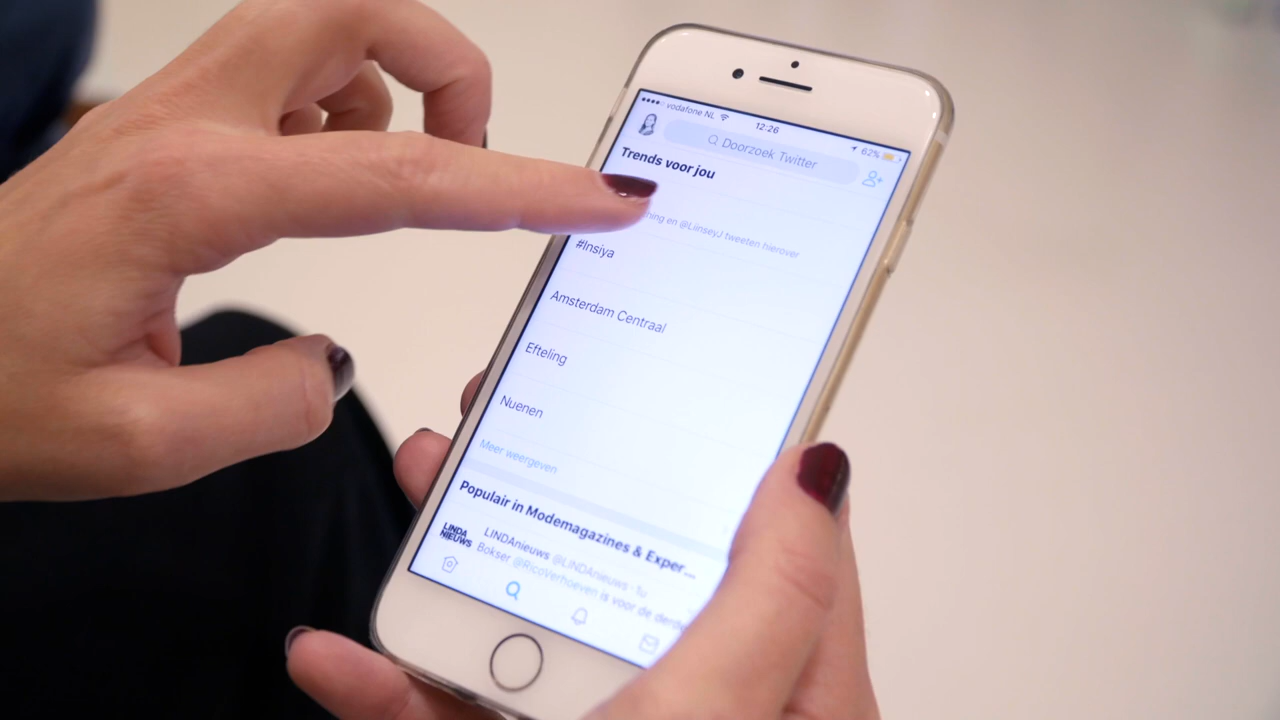 vodafone NL 12:26 62%
Doorzoek Twitter
Trends voor jou
en @LiinseyJ tweeten hierover
#Insiya
Amsterdam Centraal
Efteling
Nuenen
Meer weergeven
Populair in Modemagazines & Exper...
LINDA
NIEUWS
LINDAnieuws @LINDAnieuws · 1u
Bokser @RicoVerhoeven is voor de derde